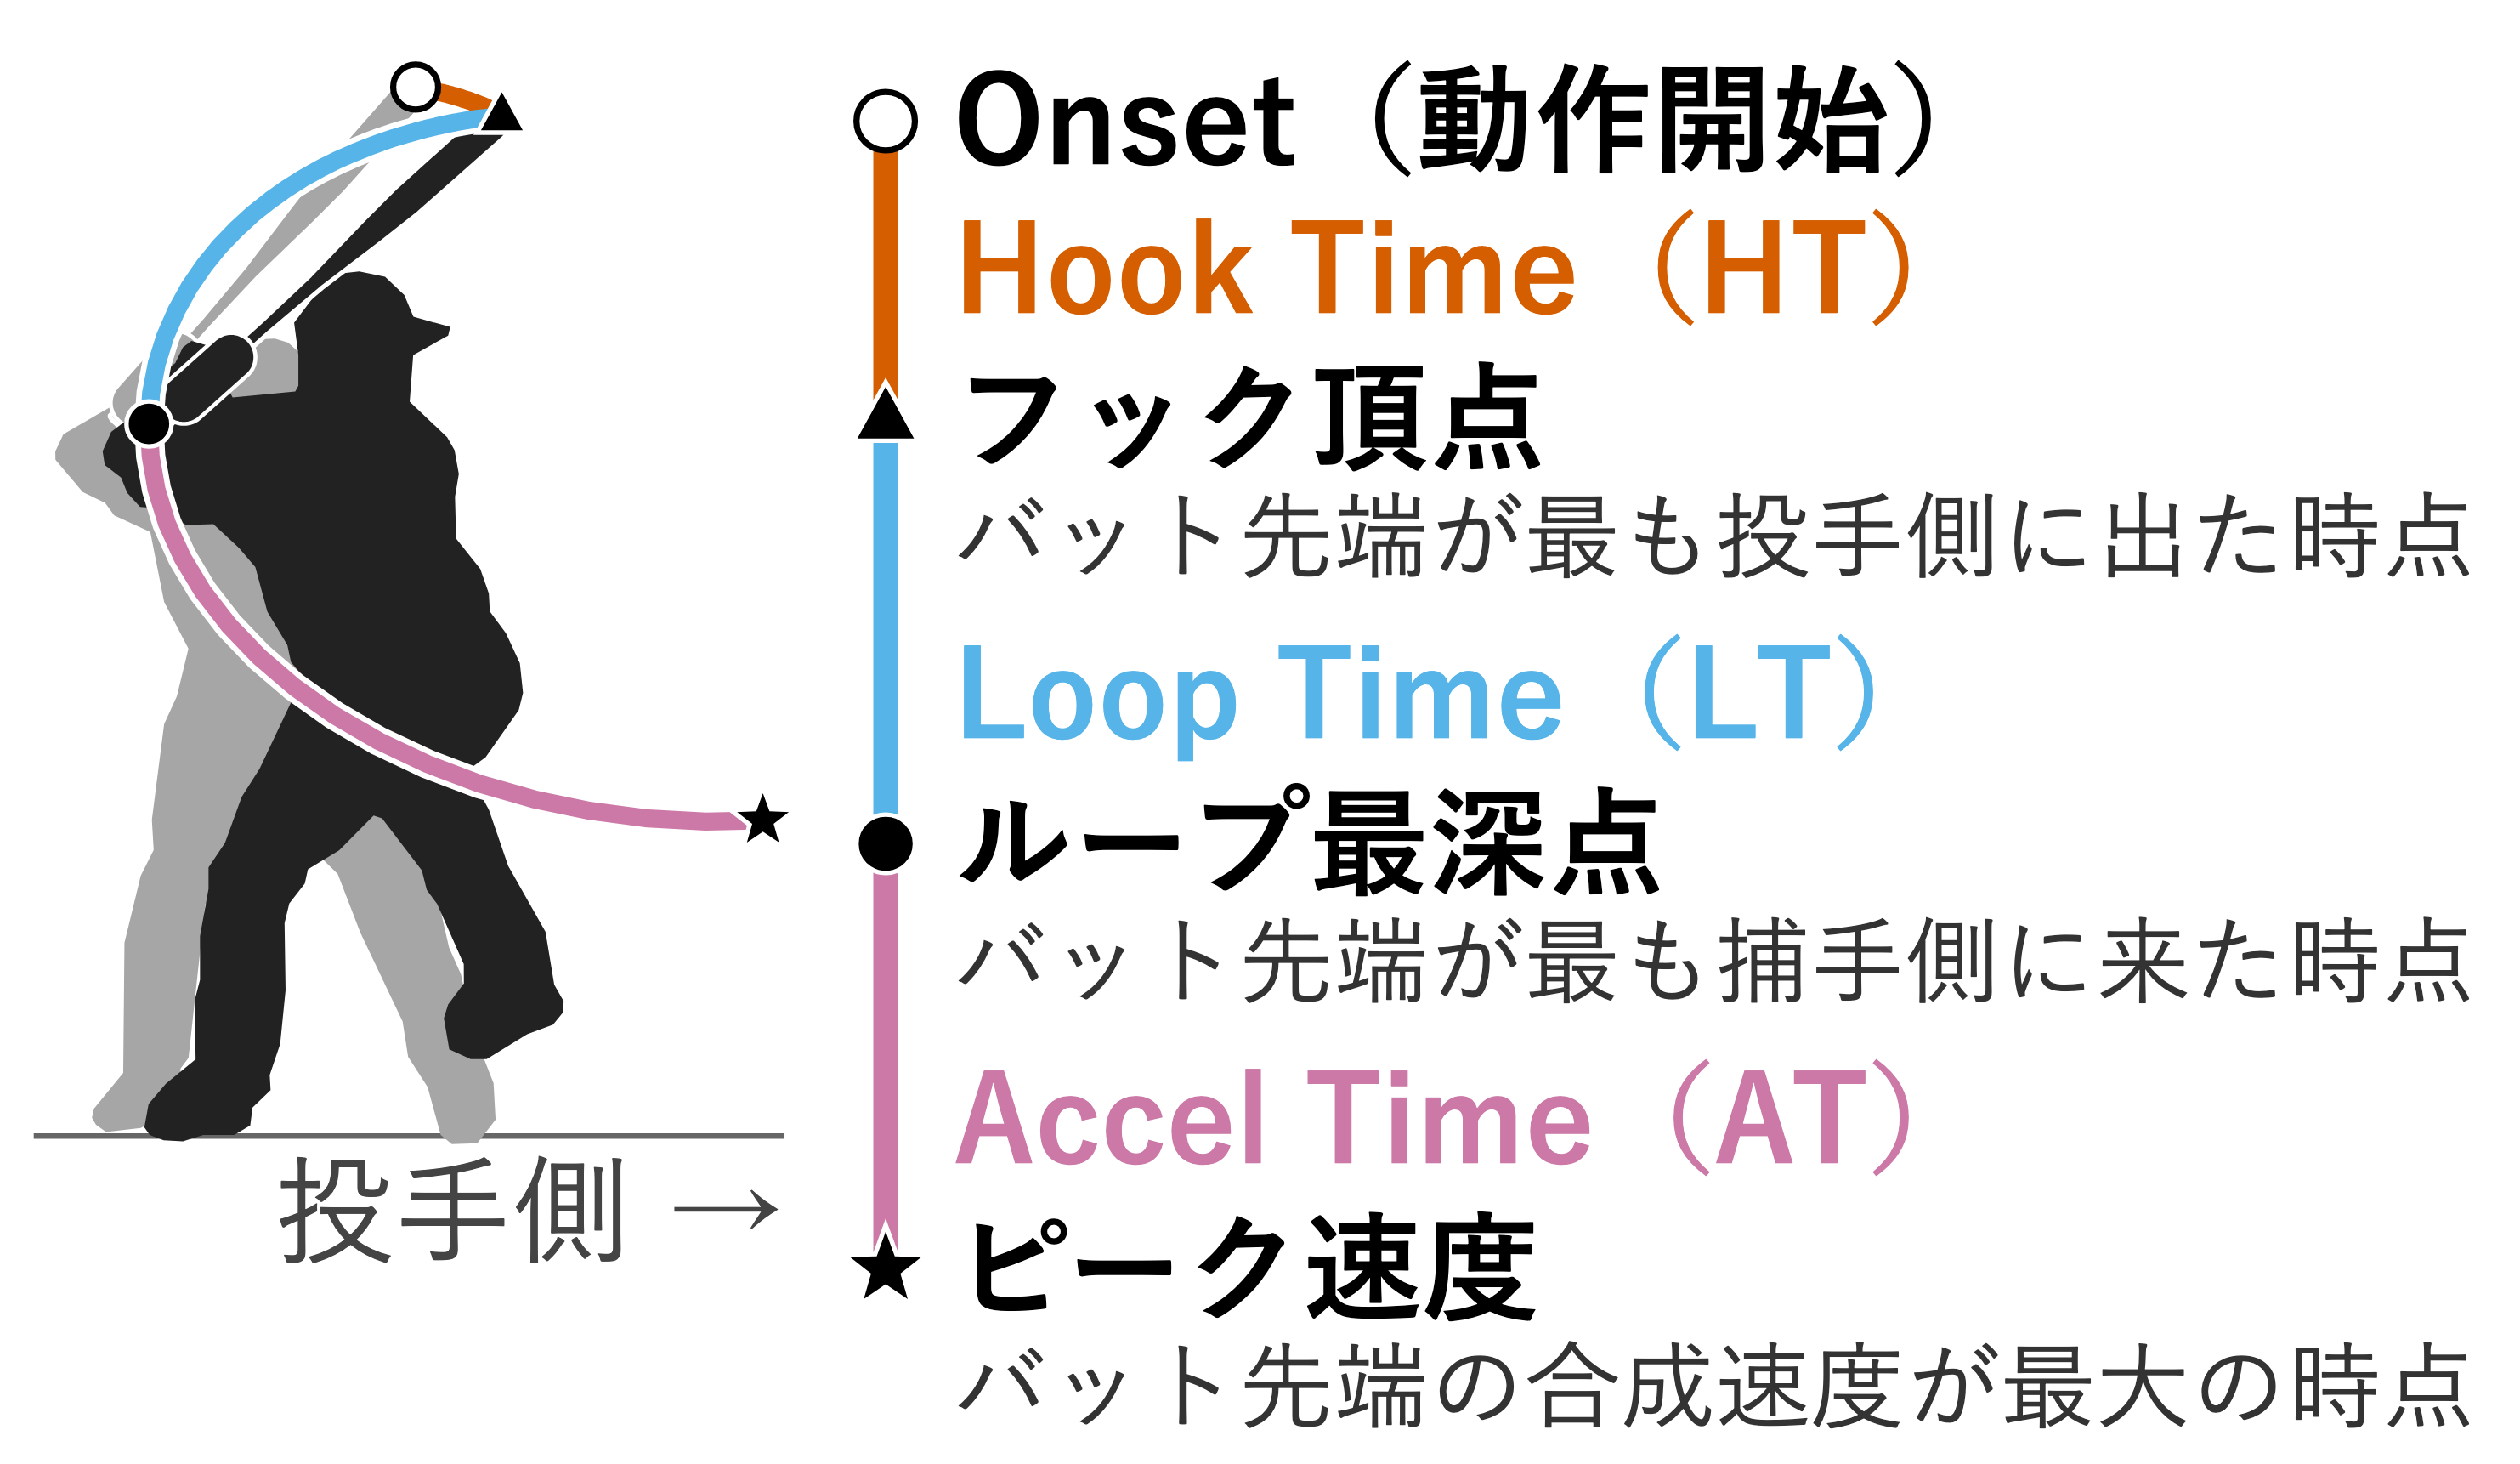 Onset （動作開始）
Hook Time （HT）
フック頂点
バット先端が最も投手側に出た時点
Loop Time （LT）
ループ最深点
バット先端が最も捕手側に来た時点
Accel Time （AT）
投手側 →
ピーク速度
バット先端の合成速度が最大の時点